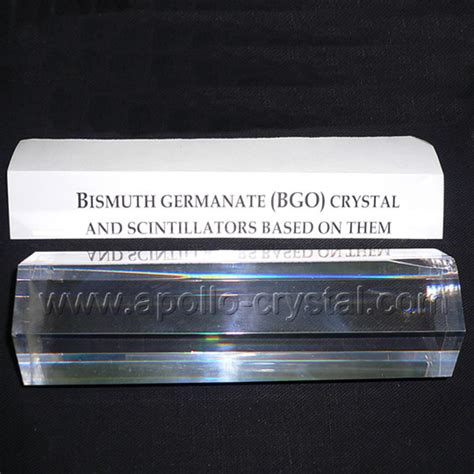 BISMUTH GERMANATE (BGO) CRYSTAL
AND SCINTILLATORS BASED ON THEM
www.apollo-crystal.com